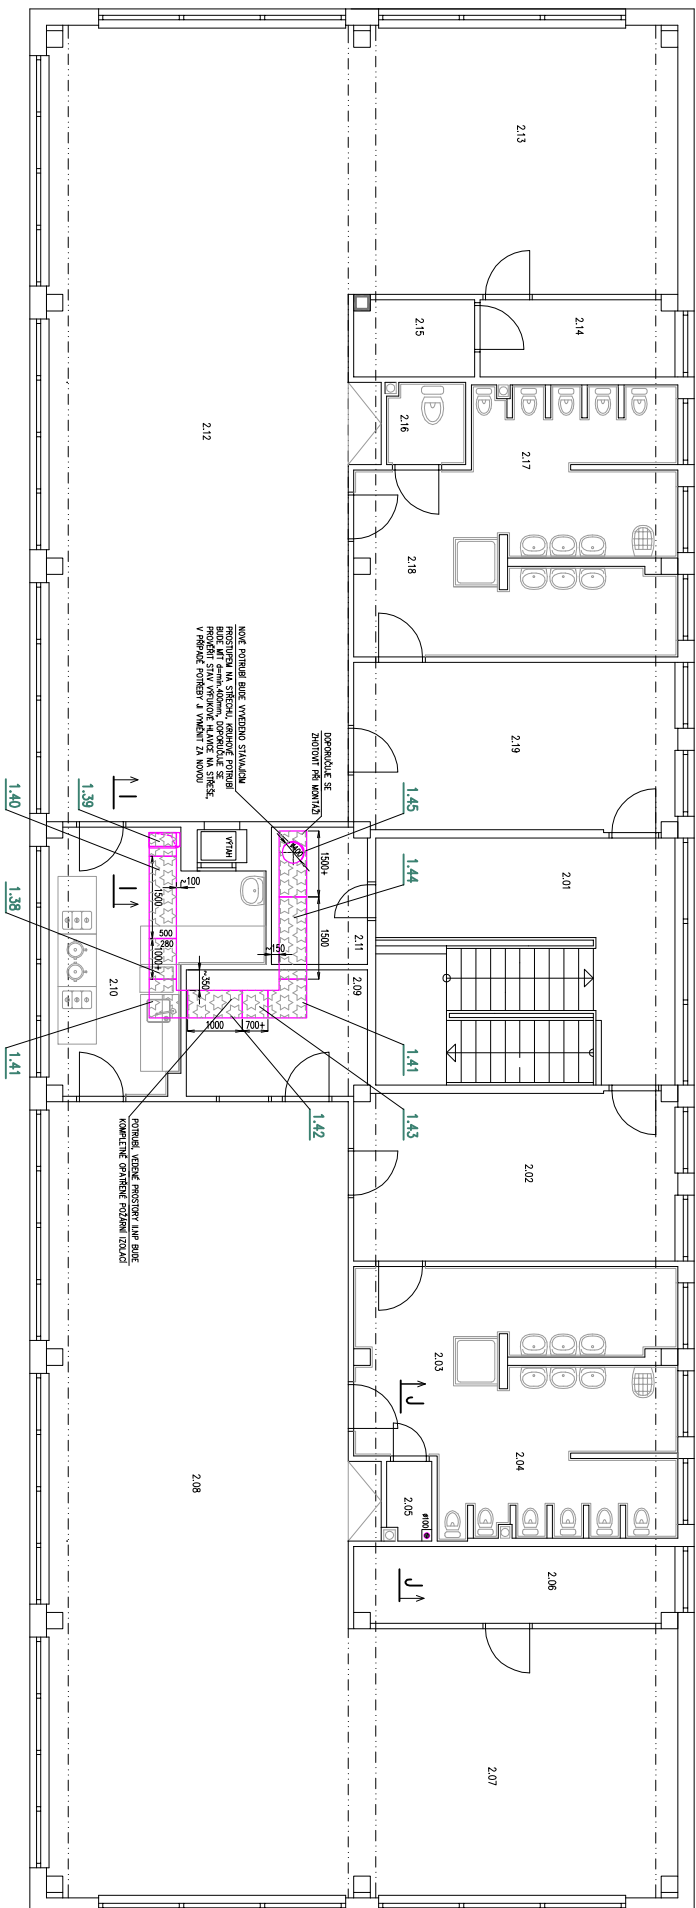 2.13
2.15
2.14
2.12
2.16
2.17
2.18
2.19
NOVÉ POTRUBÍ BUDE VYVEDENO STÁVAJÍCÍM
PROSTUPEM NA STŘECHU, KRUHOVÉ POTRUBÍ
BUDE MÍT d=min.400mm, DOPORUČUJE SE
PROVĚŘIT STAV VÝFUKOVÉ HLAVICE NA STŘEŠE,
V PŘÍPADĚ POTŘEBY JI VYMĚNIT ZA NOVOU
DOPORUČUJE SE
ZHOTOVIT PŘI MONTÁŽI
1.40
1.39
I
1.45
1.44
VÝTAH
ø400
1500+
1500
~100
1500
500
280
1000+
~150
~350
2.11
2.01
2.09
2.10
I
1.38
1.41
1.41
1000
700+
1.42
1.43
POTRUBÍ, VEDENÉ PROSTORY II.NP BUDE
KOMPLETNĚ OPATŘENÉ POŽÁRNÍ IZOLACÍ
2.02
2.03
J
2.04
2.08
2.05
ø100
J
2.06
2.07